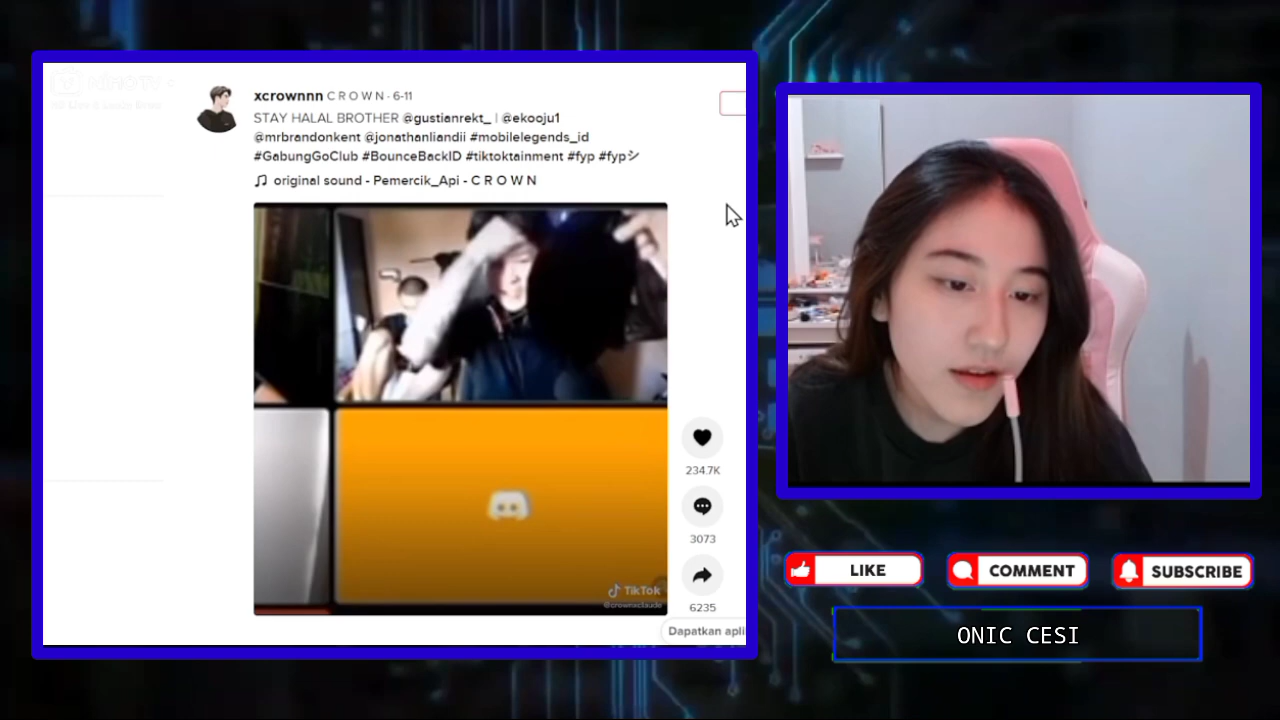 xcrownnn C R O W N · 6-11
STAY HALAL BROTHER @gustianrekt_ | @ekooju1
@mrbrandonkent @jonathanliandii #mobilelegends_id
#GabungGoClub #BounceBackID #tiktoktainment #fyp #fypシ
original sound - Pemercik_Api - C R O W N
234.7K
3073
6235
TikTok
@crownxclaude
Dapatkan apli
LIKE
COMMENT
SUBSCRIBE
ONIC CESI